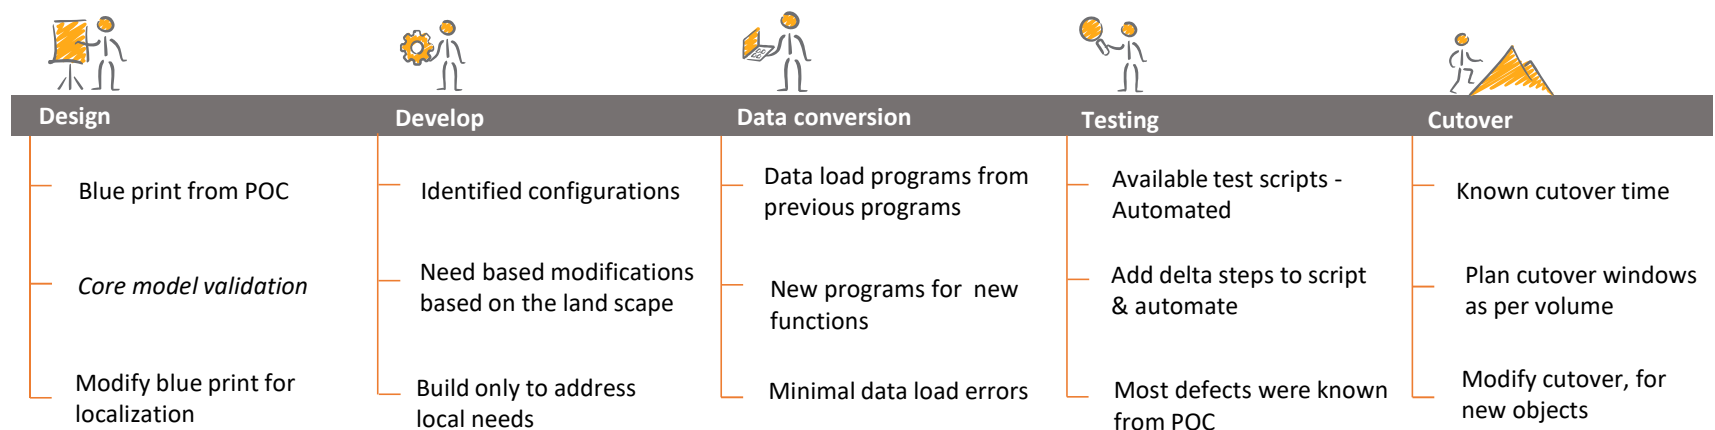 Design
Blue print from POC
Core model validation
Modify blue print for
localization
Develop
Identified configurations
Need based modifications
based on the land scape
Build only to address
local needs
Data conversion
Data load programs from
previous programs
New programs for  new
functions
Minimal data load errors
Testing
Available test scripts -
Automated
Add delta steps to script
& automate
Most defects were known
from POC
Cutover
Known cutover time
Plan cutover windows
as per volume
Modify cutover, for
new objects